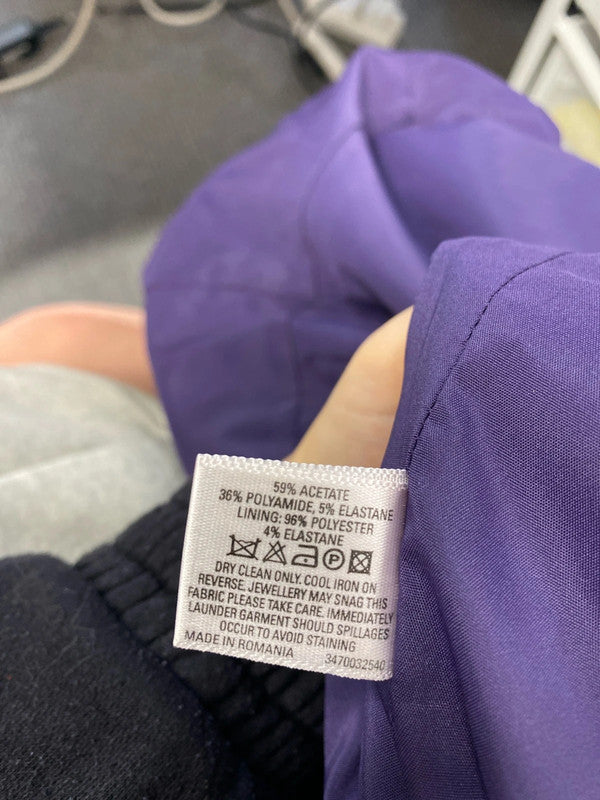 59% ACETATE
36% POLYAMIDE, 5% ELASTANE
LINING: 96% POLYESTER
4% ELASTANE
P
DRY CLEAN ONLY. COOL IRON ON
REVERSE. JEWELLERY MAY SNAG THIS
FABRIC PLEASE TAKE CARE. IMMEDIATELY
LAUNDER GARMENT SHOULD SPILLAGES
OCCUR TO AVOID STAINING
MADE IN ROMANIA 3470032540